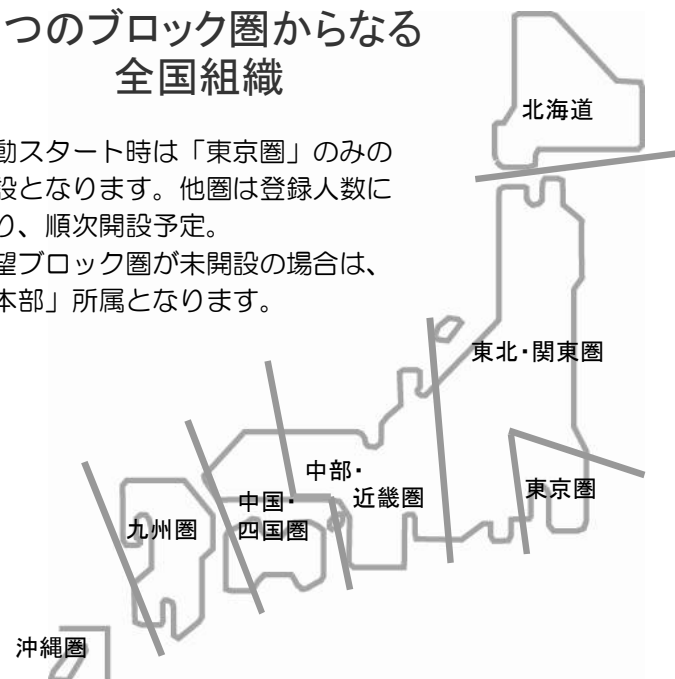 つのブロック圏からなる
全国組織
動スタート時は「東京圏」のみの
設となります。他圏は登録人数に
り、順次開設予定。
望ブロック圏が未開設の場合は、
本部」所属となります。
北海道
東北・関東圏
中部・
近畿圏
東京圏
中国・
四国圏
九州圏
沖縄圏